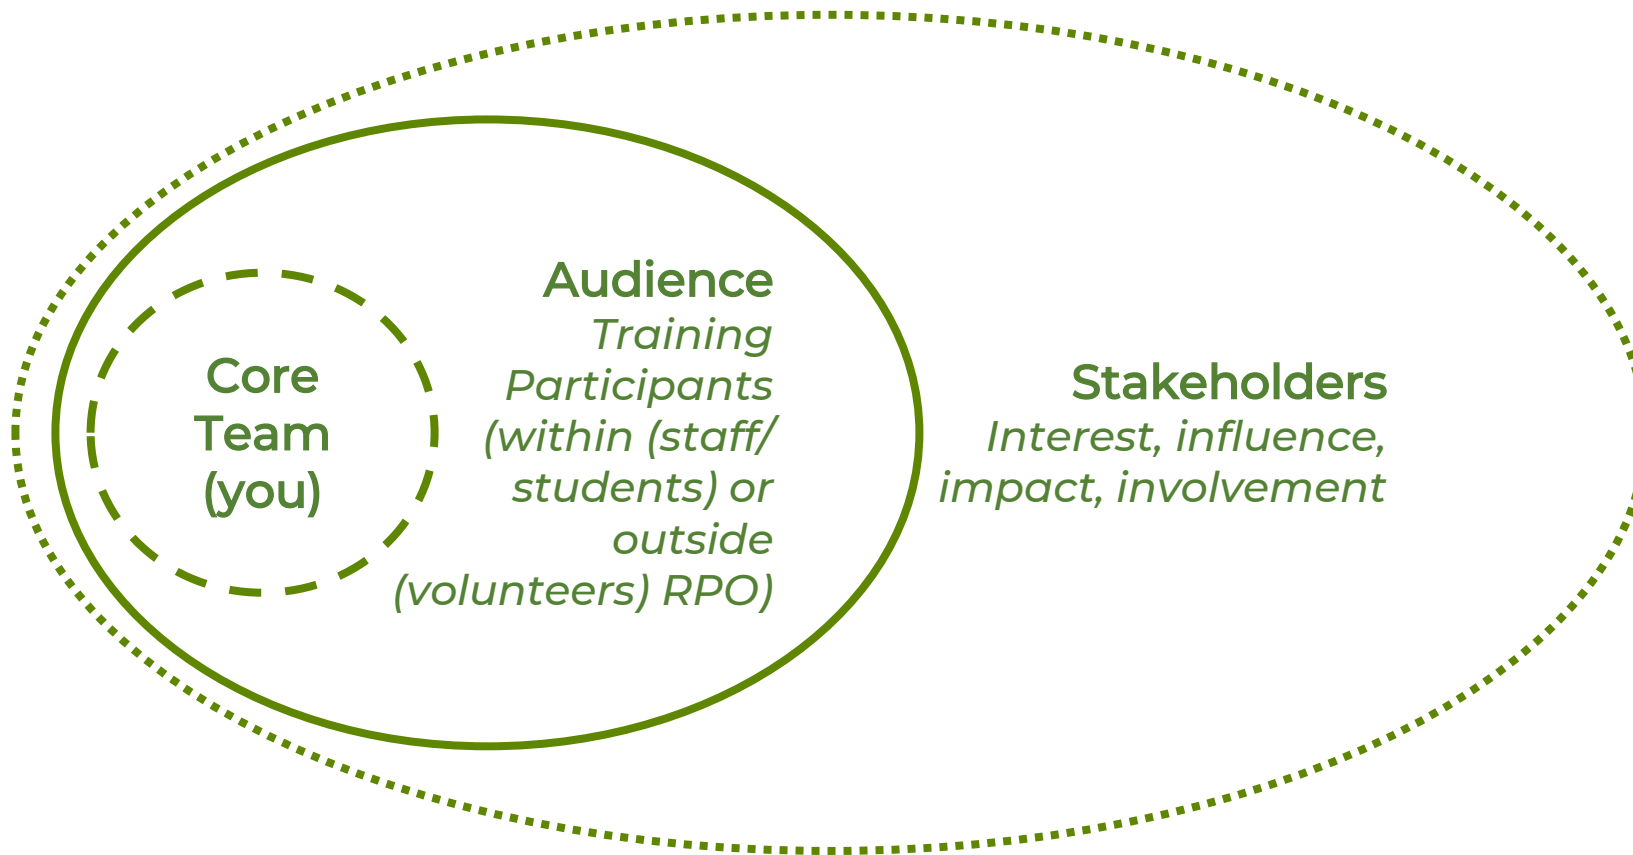 Core
Team
(you)
Audience
Training
Participants
(within (staff/
students) or
outside
(volunteers) RPO)
Stakeholders
Interest, influence,
impact, involvement